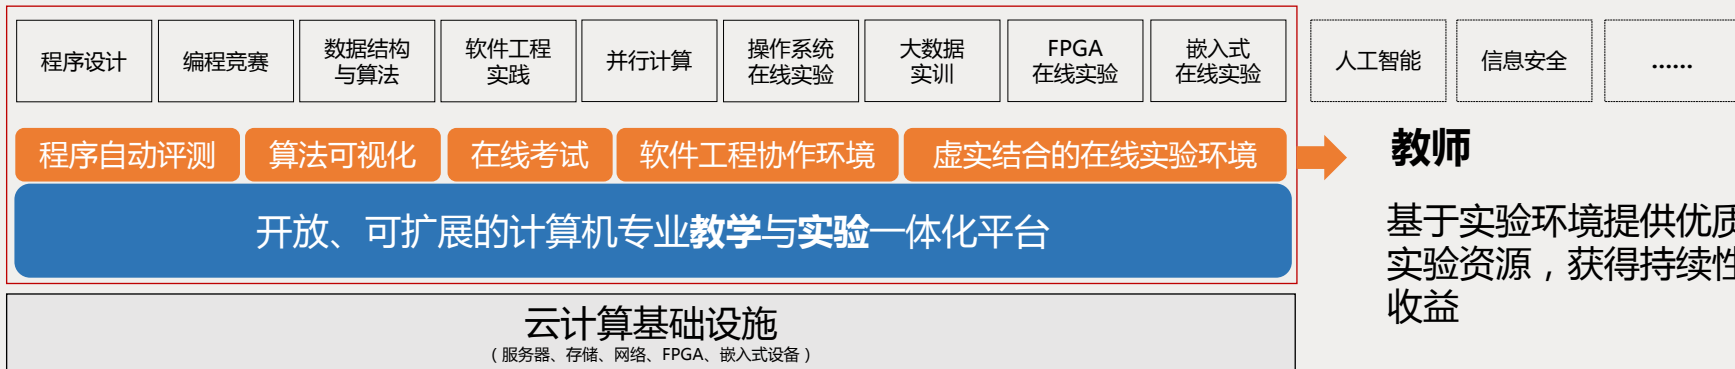 程序设计
编程竞赛
数据结构
与算法
软件工程
实践
并行计算
操作系统
在线实验
大数据
实训
FPGA
在线实验
嵌入式
在线实验
人工智能
信息安全
……
程序自动评测
算法可视化
在线考试
软件工程协作环境
虚实结合的在线实验环境
教师
开放、可扩展的计算机专业教学与实验一体化平台
基于实验环境提供优质
实验资源，获得持续性
收益
云计算基础设施
（服务器、存储、网络、FPGA、嵌入式设备）